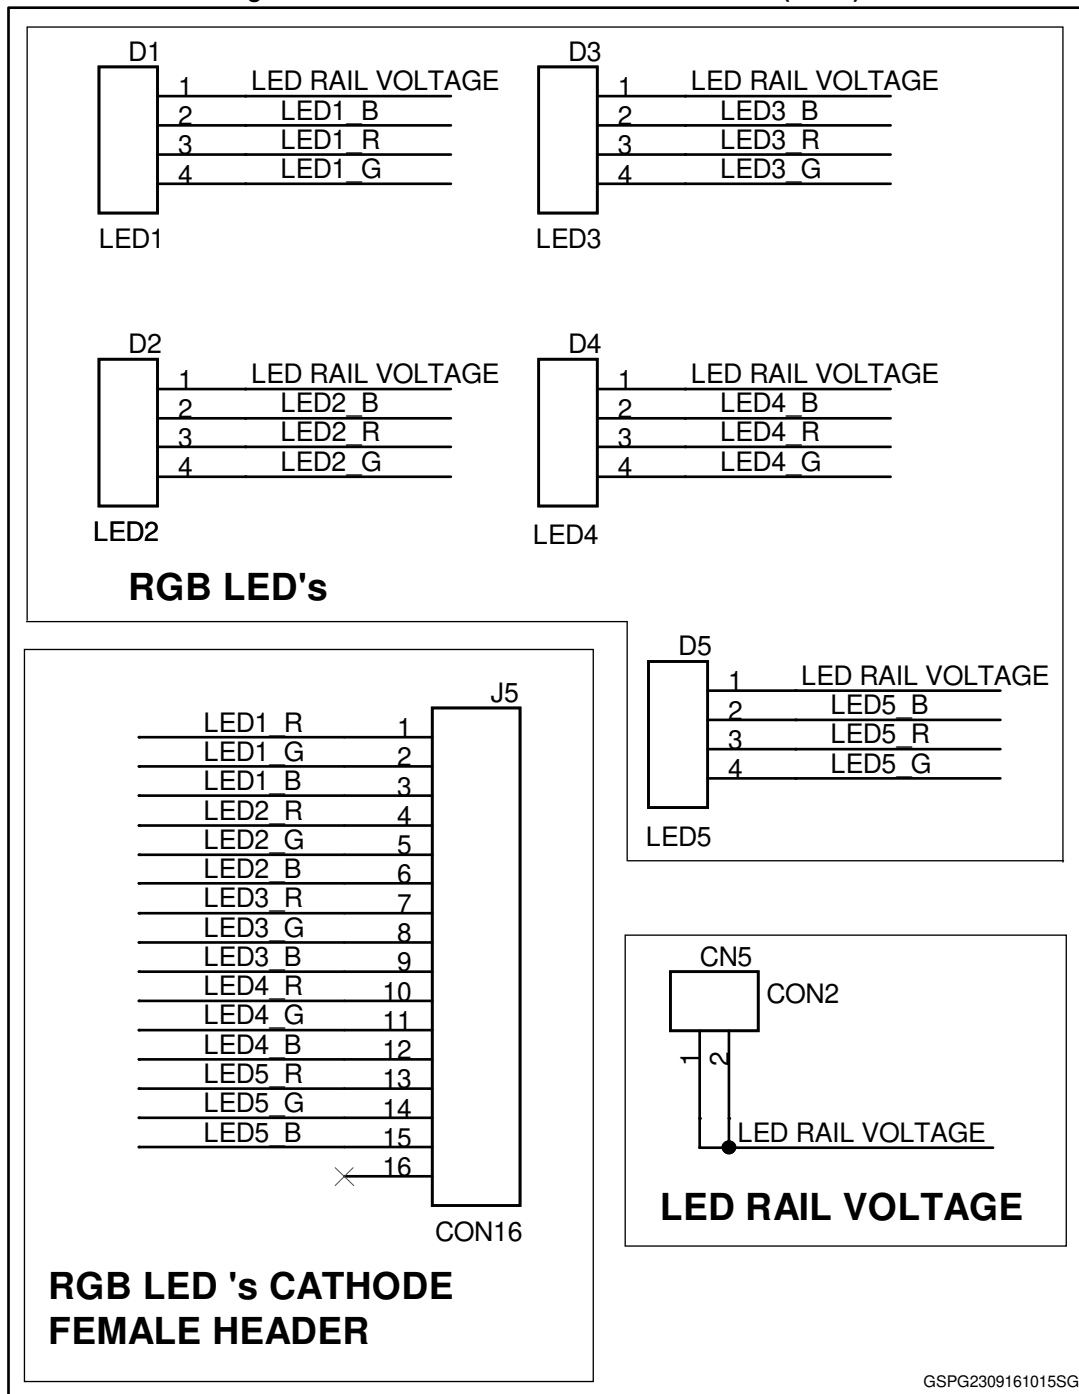 D1
1 LED RAIL VOLTAGE
2 LED1_B
3 LED1_R
4 LED1_G
LED1
D3
1 LED RAIL VOLTAGE
2 LED3_B
3 LED3_R
4 LED3_G
LED3
D2
1 LED RAIL VOLTAGE
2 LED2_B
3 LED2_R
4 LED2_G
LED2
D4
1 LED RAIL VOLTAGE
2 LED4_B
3 LED4_R
4 LED4_G
LED4
RGB LED's
D5
1 LED RAIL VOLTAGE
2 LED5_B
3 LED5_R
4 LED5_G
LED5
J5
LED1_R 1
LED1_G 2
LED1_B 3
LED2_R 4
LED2_G 5
LED2_B 6
LED3_R 7
LED3_G 8
LED3_B 9
LED4_R 10
LED4_G 11
LED4_B 12
LED5_R 13
LED5_G 14
LED5_B 15
16
CON16
RGB LED 's CATHODE
FEMALE HEADER
CN5
CON2
1 2
LED RAIL VOLTAGE
LED RAIL VOLTAGE
GSPG2309161015SG